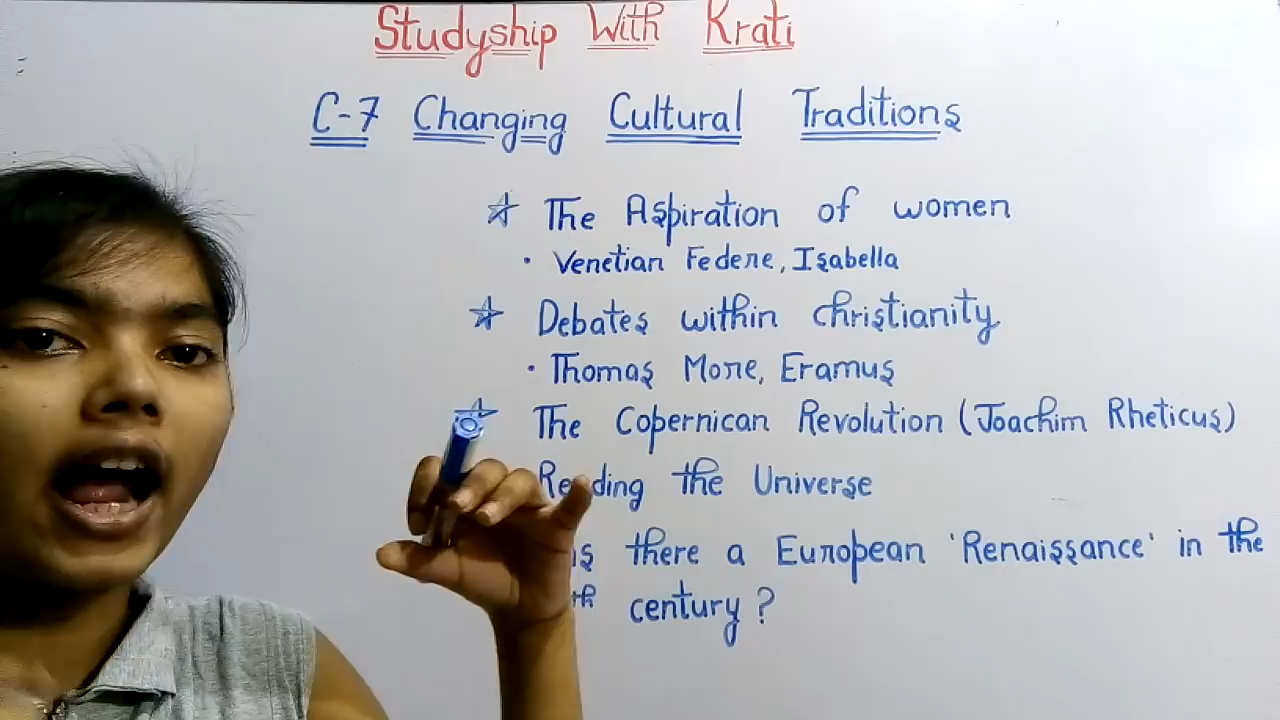 Studyship With Krati
C-7 Changing Cultural Traditions
The Aspiration of women
Venetian Federe, Isabella
Debates within christianity
Thomas More, Eramus
The Copernican Revolution (Joachim Rheticus)
Reading the Universe
there a European 'Renaissance' in the
century?